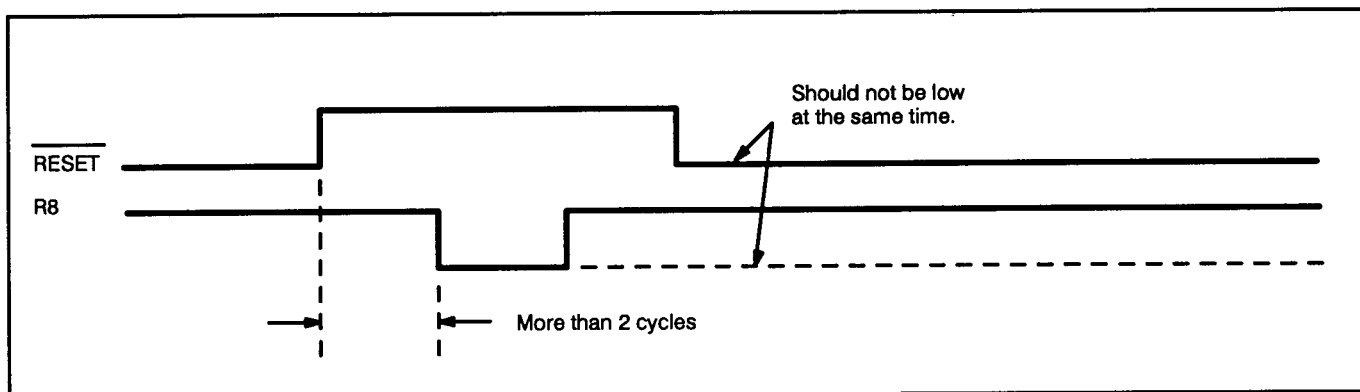 Should not be low
at the same time.
RESET
R8
More than 2 cycles